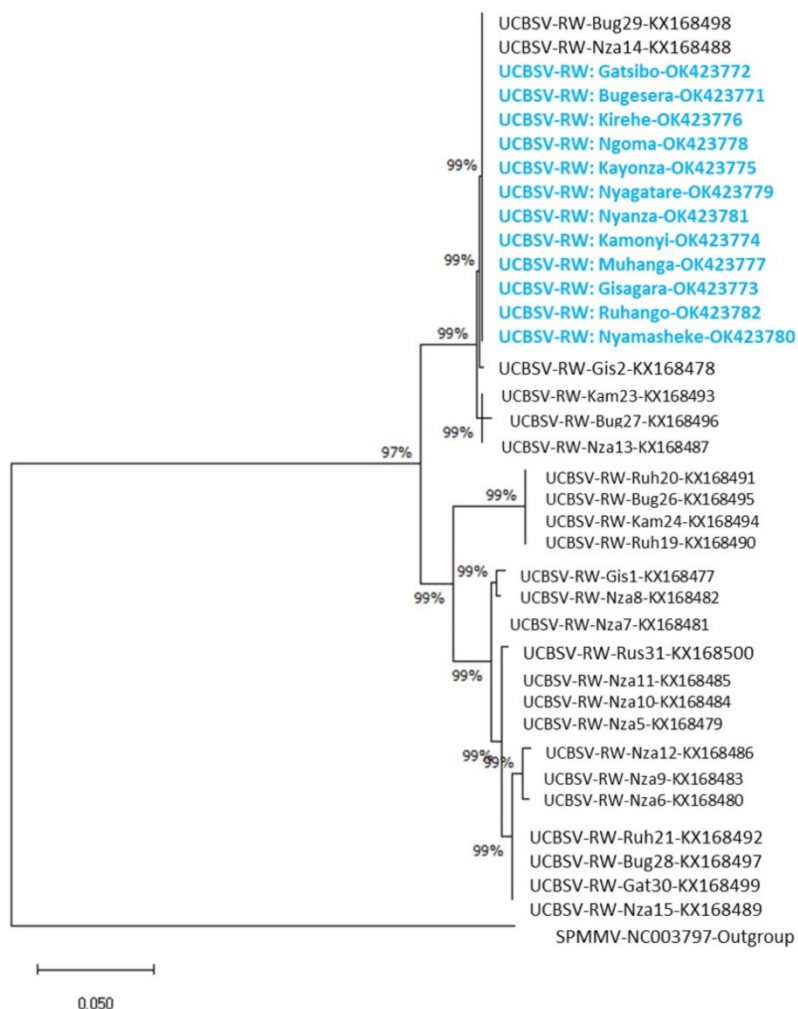 UCBSV-RW-Bug29-KX168498
UCBSV-RW-Nza14-KX168488
UCBSV-RW: Gatsibo-OK423772
UCBSV-RW: Bugesera-OK423771
UCBSV-RW: Kirehe-OK423776
UCBSV-RW: Ngoma-OK423778
99%
UCBSV-RW: Kayonza-OK423775
UCBSV-RW: Nyagatare-OK423779
UCBSV-RW: Nyanza-OK423781
UCBSV-RW: Kamonyi-OK423774
99%
UCBSV-RW: Muhanga-OK423777
UCBSV-RW: Gisagara-OK423773
UCBSV-RW: Ruhango-OK423782
99%
UCBSV-RW: Nyamasheke-OK423780
UCBSV-RW-Gis2-KX168478
UCBSV-RW-Kam23-KX168493
UCBSV-RW-Bug27-KX168496
99%
UCBSV-RW-Nza13-KX168487
97%
UCBSV-RW-Ruh20-KX168491
99%
UCBSV-RW-Bug26-KX168495
UCBSV-RW-Kam24-KX168494
UCBSV-RW-Ruh19-KX168490
99%
UCBSV-RW-Gis1-KX168477
99%
UCBSV-RW-Nza8-KX168482
UCBSV-RW-Nza7-KX168481
UCBSV-RW-Rus31-KX168500
99%
UCBSV-RW-Nza11-KX168485
UCBSV-RW-Nza10-KX168484
UCBSV-RW-Nza5-KX168479
99%
99%
UCBSV-RW-Nza12-KX168486
UCBSV-RW-Nza9-KX168483
UCBSV-RW-Nza6-KX168480
UCBSV-RW-Ruh21-KX168492
99%
UCBSV-RW-Bug28-KX168497
UCBSV-RW-Gat30-KX168499
UCBSV-RW-Nza15-KX168489
SPMMV-NC003797-Outgroup
0.050